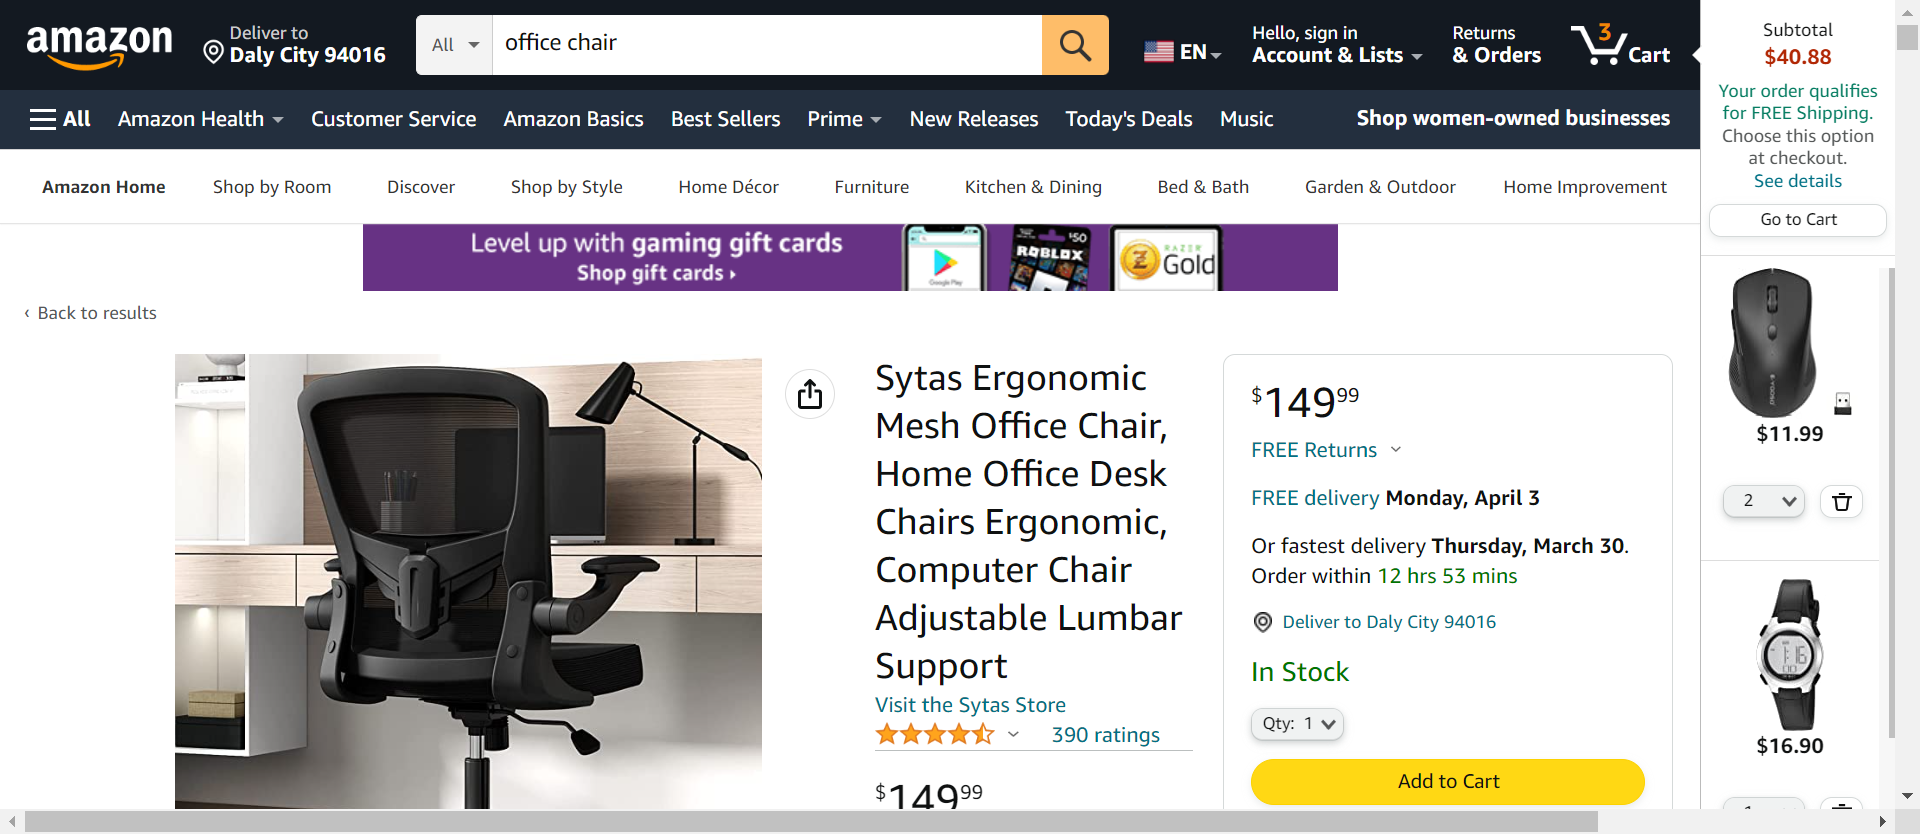 amazon
Deliver to
Daly City 94016
All
office chair
EN
Hello, sign in
Account & Lists
Returns
& Orders
3
Cart
All
Amazon Health
Customer Service
Amazon Basics
Best Sellers
Prime
New Releases
Today's Deals
Music
Shop women-owned businesses
Amazon Home
Shop by Room
Discover
Shop by Style
Home Décor
Furniture
Kitchen & Dining
Bed & Bath
Garden & Outdoor
Home Improvement
Level up with gaming gift cards
Shop gift cards ›
Google Play
$50
ROBLOX
RAZER
Gold
‹ Back to results
Sytas Ergonomic
Mesh Office Chair,
Home Office Desk
Chairs Ergonomic,
Computer Chair
Adjustable Lumbar
Support
Visit the Sytas Store
390 ratings
$149.99
$149.99
FREE Returns
FREE delivery Monday, April 3
Or fastest delivery Thursday, March 30.
Order within 12 hrs 53 mins
Deliver to Daly City 94016
In Stock
Qty: 1
Add to Cart
Subtotal
$40.88
Your order qualifies
for FREE Shipping.
Choose this option
at checkout.
See details
Go to Cart
$11.99
2
1:16
$16.90